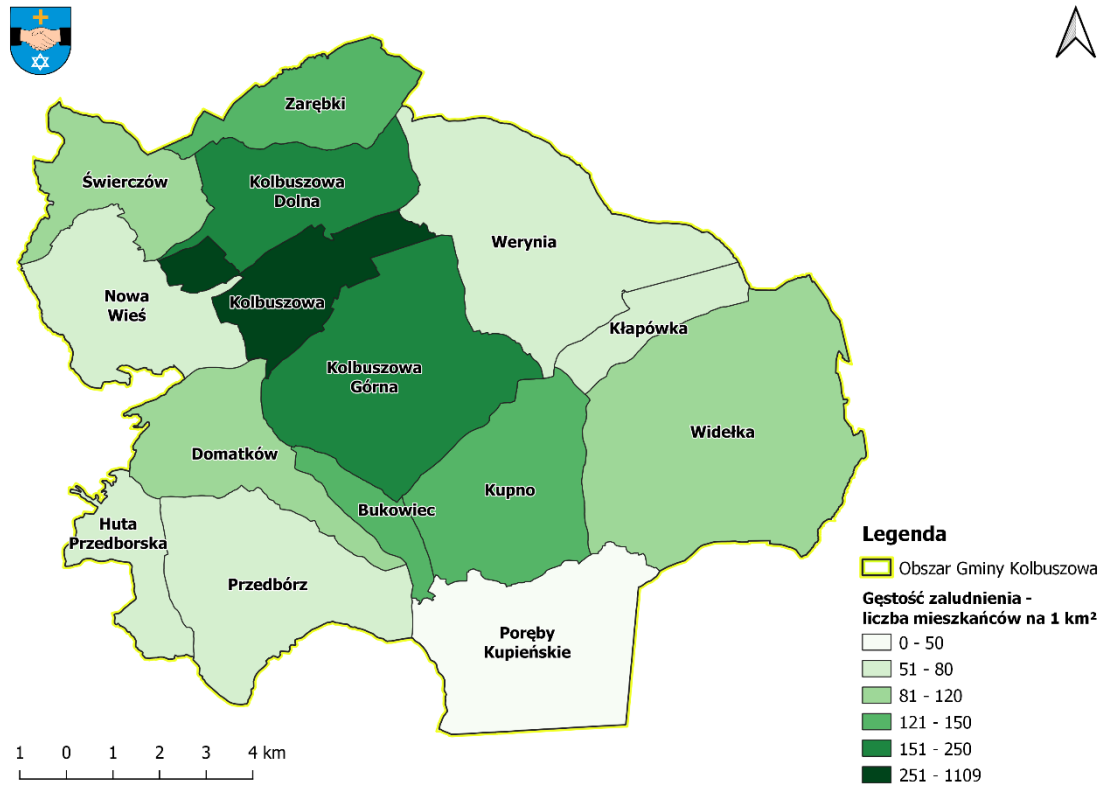 Zarębki
Świerczów
Kolbuszowa
Dolna
Werynia
Nowa
Wieś
Kolbuszowa
Kłapówka
Kolbuszowa
Górna
Widełka
Domatków
Kupno
Bukowiec
Huta
Przedborska
Przedbórz
Poręby
Kupieńskie
Legenda
Obszar Gminy Kolbuszowa
Gęstość zaludnienia -
liczba mieszkańców na 1 km²
0 - 50
51 - 80
81 - 120
121 - 150
151 - 250
251 - 1109
1 0 1 2 3 4 km